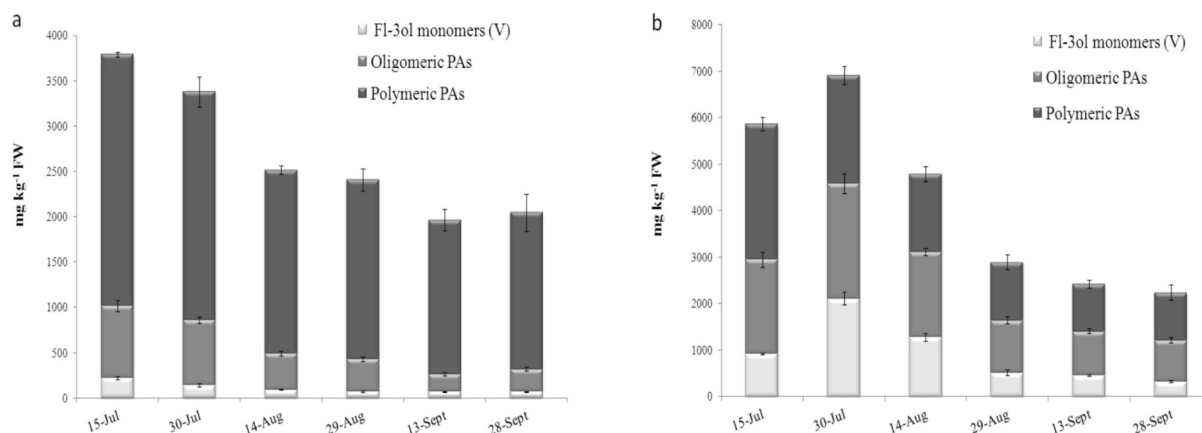 a
mg kg⁻¹ FW
4000
3500
3000
2500
2000
1500
1000
500
0
Fl-3ol monomers (V)
Oligomeric PAs
Polymeric PAs
15-Jul
30-Jul
14-Aug
29-Aug
13-Sept
28-Sept
b
mg kg⁻¹ FW
8000
7000
6000
5000
4000
3000
2000
1000
0
Fl-3ol monomers (V)
Oligomeric PAs
Polymeric PAs
15-Jul
30-Jul
14-Aug
29-Aug
13-Sept
28-Sept